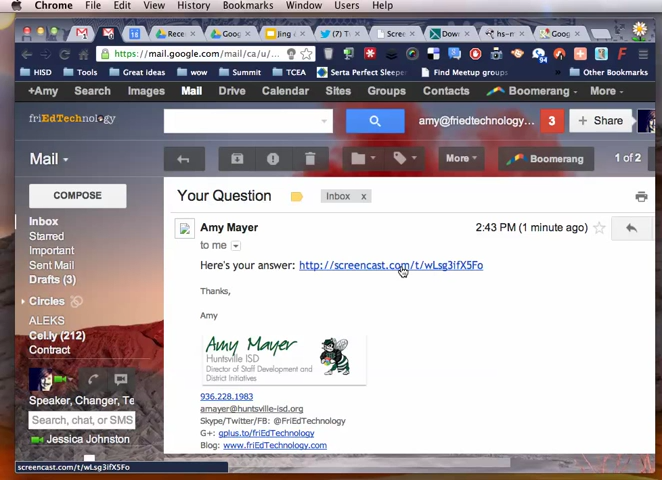 Chrome File Edit View History Bookmarks Window Users Help
https://mail.google.com/mail/ca/u/...
HISD Tools Great Ideas wow Summit TCEA Serta Perfect Sleeper... Find Meetup groups Other Bookmarks
+Amy Search Images Mail Drive Calendar Sites Groups Contacts Boomerang More
friEdTechnology amy@friedtechnology... 3 + Share
Mail More Boomerang 1 of 2
COMPOSE
Your Question Inbox x
Inbox
Starred
Important
Sent Mail
Drafts (3)
Circles
ALEKS
Cel.ly (212)
Contract
Amy Mayer 2:43 PM (1 minute ago)
to me
Here's your answer: http://screencast.com/t/wLsg3ifX5Fo
Thanks,
Amy
Amy Mayer
Huntsville ISD
Director of Staff Development and
District Initiatives
936.228.1983
amayer@huntsville-isd.org
Skype/Twitter/FB: @FriEdTechnology
G+: gplus.to/friEdTechnology
Blog: www.friEdTechnology.com
Speaker, Changer, Te
Search, chat, or SMS
Jessica Johnston
screencast.com/t/wLsg3ifX5Fo